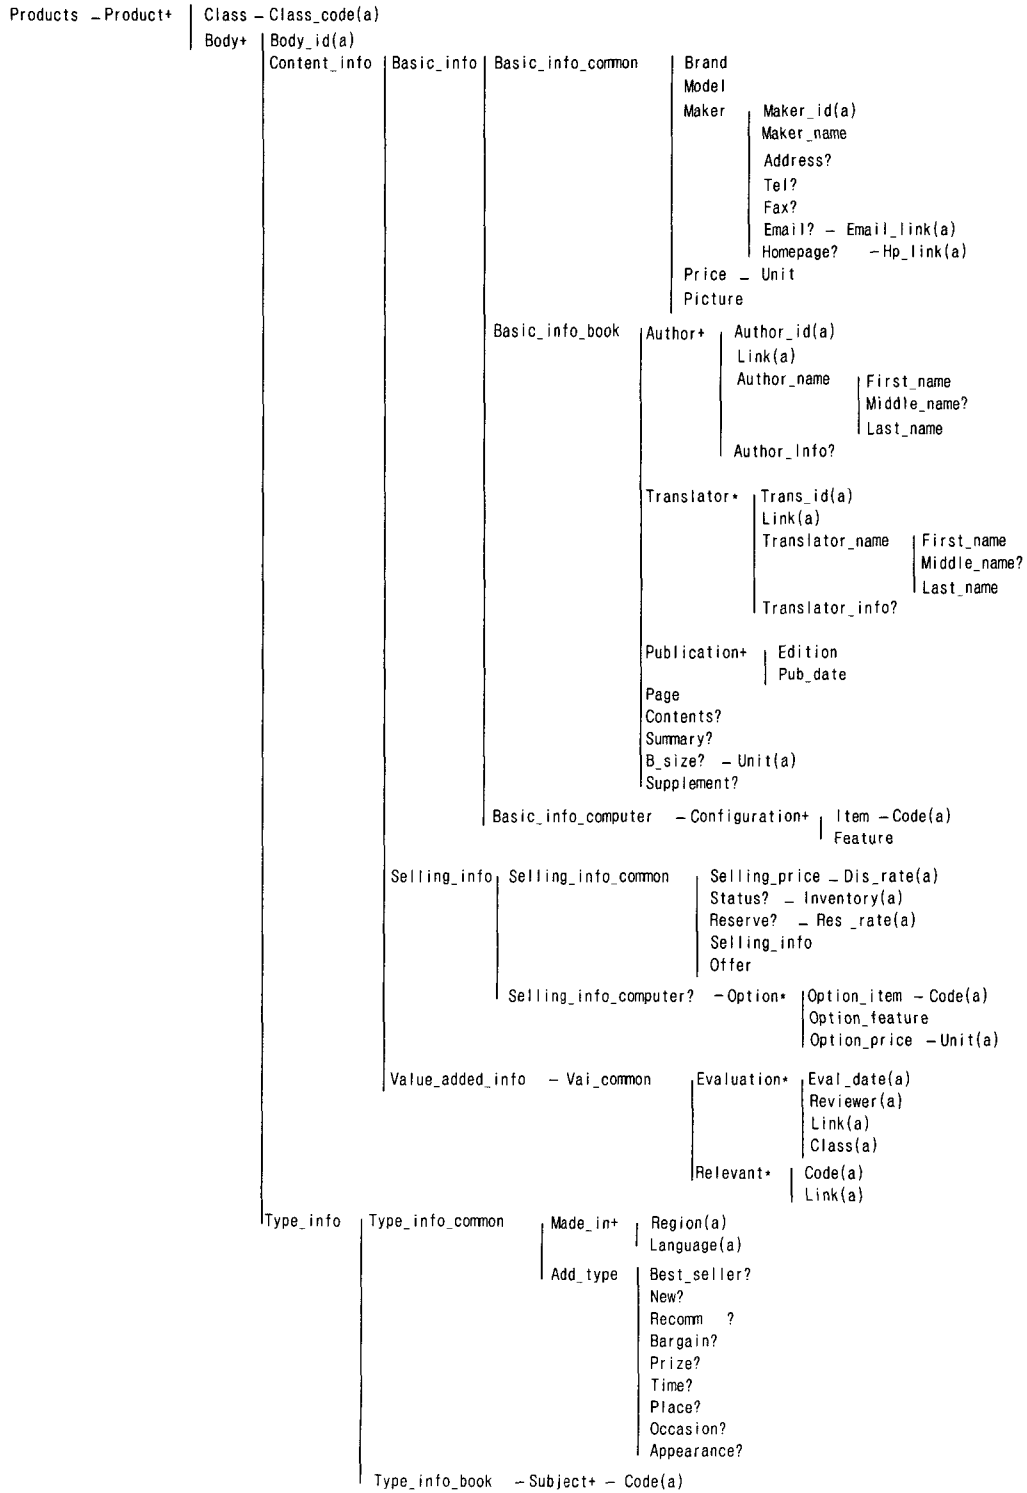 Products – Product+ Class – Class_code(a)
Body+ Body_id(a)
Content_info Basic_info Basic_info_common Brand
Model
Maker Maker_id(a)
Maker_name
Address?
Tel?
Fax?
Email? – Email_link(a)
Homepage? – Hp_link(a)
Price – Unit
Picture
Basic_info_book Author+ Author_id(a)
Link(a)
Author_name First_name
Middle_name?
Last_name
Author_Info?
Translator* Trans_id(a)
Link(a)
Translator_name First_name
Middle_name?
Last_name
Translator_info?
Publication+ Edition
Pub_date
Page
Contents?
Summary?
B_size? – Unit(a)
Supplement?
Basic_info_computer – Configuration+ Item – Code(a)
Feature
Selling_info Selling_info_common Selling_price – Dis_rate(a)
Status? – Inventory(a)
Reserve? – Res _rate(a)
Selling_info
Offer
Selling_info_computer? – Option* Option_item – Code(a)
Option_feature
Option_price – Unit(a)
Value_added_info – Vai_common Evaluation* Eval_date(a)
Reviewer(a)
Link(a)
Class(a)
Relevant* Code(a)
Link(a)
Type_info Type_info_common Made_in+ Region(a)
Language(a)
Add_type Best_seller?
New?
Recomm ?
Bargain?
Prize?
Time?
Place?
Occasion?
Appearance?
Type_info_book – Subject+ – Code(a)